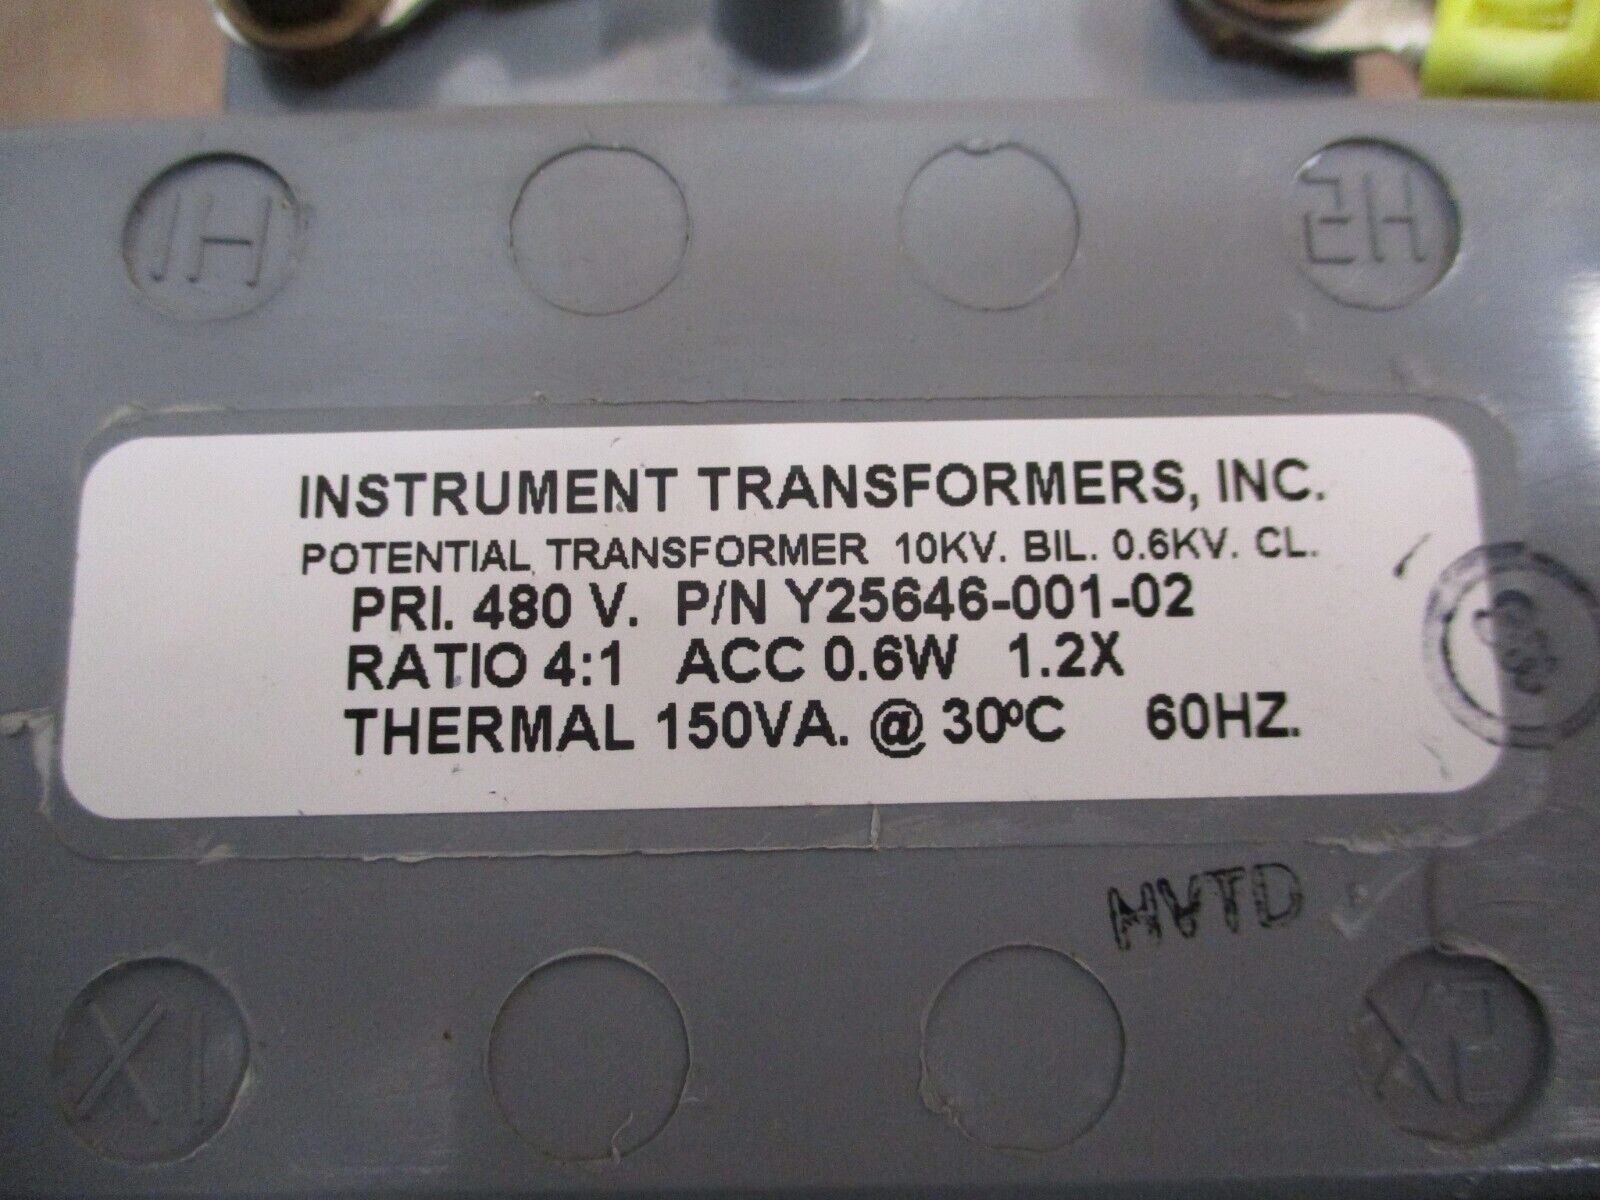 H1
H2
INSTRUMENT TRANSFORMERS, INC.
POTENTIAL TRANSFORMER 10KV. BIL. 0.6KV. CL.
PRI. 480 V. P/N Y25646-001-02
RATIO 4:1 ACC 0.6W 1.2X
THERMAL 150VA. @ 30ºC 60HZ.
HVTD
X1
X2